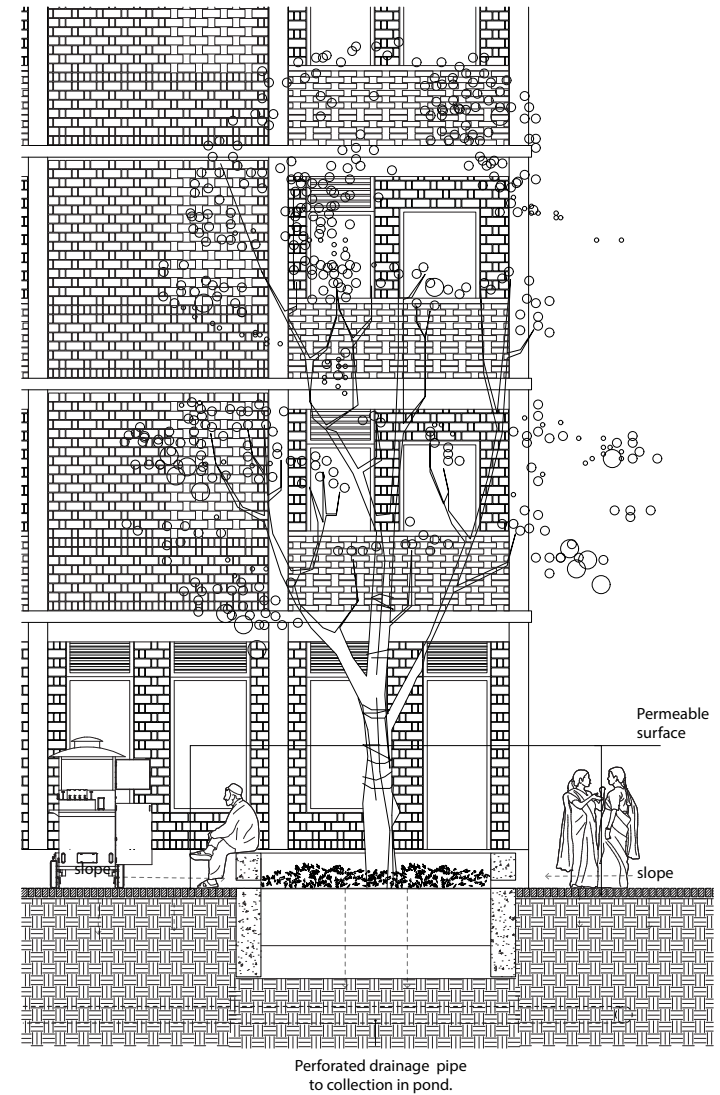 Permeable
surface
slope
slope
Perforated drainage pipe
to collection in pond.